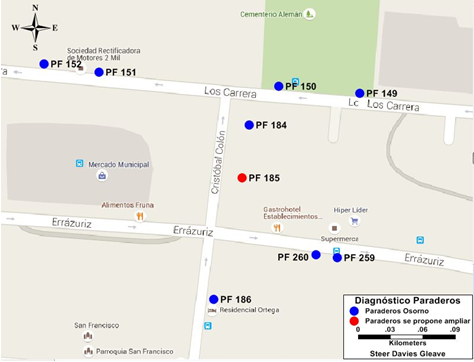 N
W E
S
Cementerio Alemán
Sociedad Rectificadora
de Motores 2 Mil
PF 152
PF 151
PF 150
PF 149
Los Carrera
Lc Los Carrera
PF 184
Cristóbal Colón
Mercado Municipal
PF 185
Alimentos Fruna
Gastrohotel
Establecimientos...
Hiper Lider
Supermerc
Errázuriz
Errázuriz
Errázuriz
PF 260
PF 259
PF 186
Residencial Ortega
San Francisco
Parroquia San Francisco
Diagnóstico Paraderos
Paraderos Osorno
Paraderos se propone ampliar
0 .03 .06 .09
Kilometers
Steer Davies Gleave